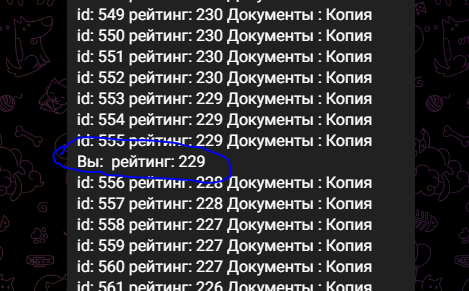 id: 549 рейтинг: 230 Документы : Копия
id: 550 рейтинг: 230 Документы : Копия
id: 551 рейтинг: 230 Документы : Копия
id: 552 рейтинг: 230 Документы : Копия
id: 553 рейтинг: 229 Документы : Копия
id: 554 рейтинг: 229 Документы : Копия
id: 555 рейтинг: 229 Документы : Копия
Вы: рейтинг: 229
id: 556 рейтинг: 228 Документы : Копия
id: 557 рейтинг: 228 Документы : Копия
id: 558 рейтинг: 227 Документы : Копия
id: 559 рейтинг: 227 Документы : Копия
id: 560 рейтинг: 227 Документы : Копия
id: 561 рейтинг: 226 Документы : Копия